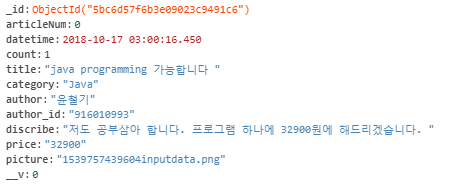 _id: ObjectId("5bc6d57f6b3e09023c9491c6")
articleNum: 0
datetime: 2018-10-17 03:00:16.450
count: 1
title: "java programming 가능합니다 "
category: "Java"
author: "윤철기"
author_id: "916010993"
discribe: "저도 공부삼아 합니다. 프로그램 하나에 32900원에 해드리겠습니다. "
price: "32900"
picture: "1539757439604inputdata.png"
__v: 0